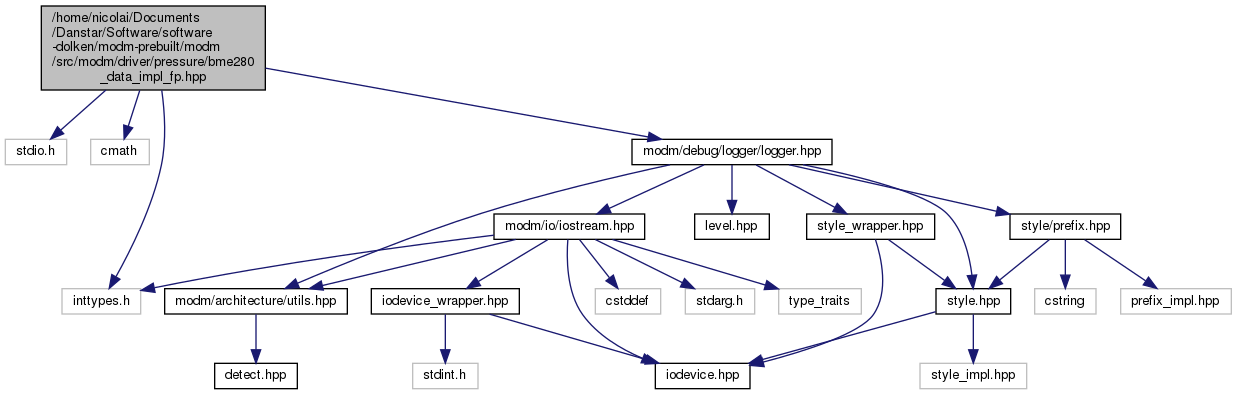 /home/nicolai/Documents
/Danstar/Software/software
-dolken/modm-prebuilt/modm
/src/modm/driver/pressure/bme280
_data_impl_fp.hpp
stdio.h
cmath
modm/debug/logger/logger.hpp
modm/io/iostream.hpp
level.hpp
style_wrapper.hpp
style/prefix.hpp
inttypes.h
modm/architecture/utils.hpp
iodevice_wrapper.hpp
cstddef
stdarg.h
type_traits
style.hpp
cstring
prefix_impl.hpp
detect.hpp
stdint.h
iodevice.hpp
style_impl.hpp